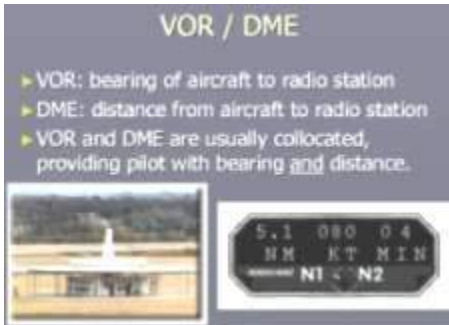 VOR / DME
VOR: bearing of aircraft to radio station
DME: distance from aircraft to radio station
VOR and DME are usually collocated,
providing pilot with bearing and distance.
5.1 080 04
NM KT MIN
N1 N2